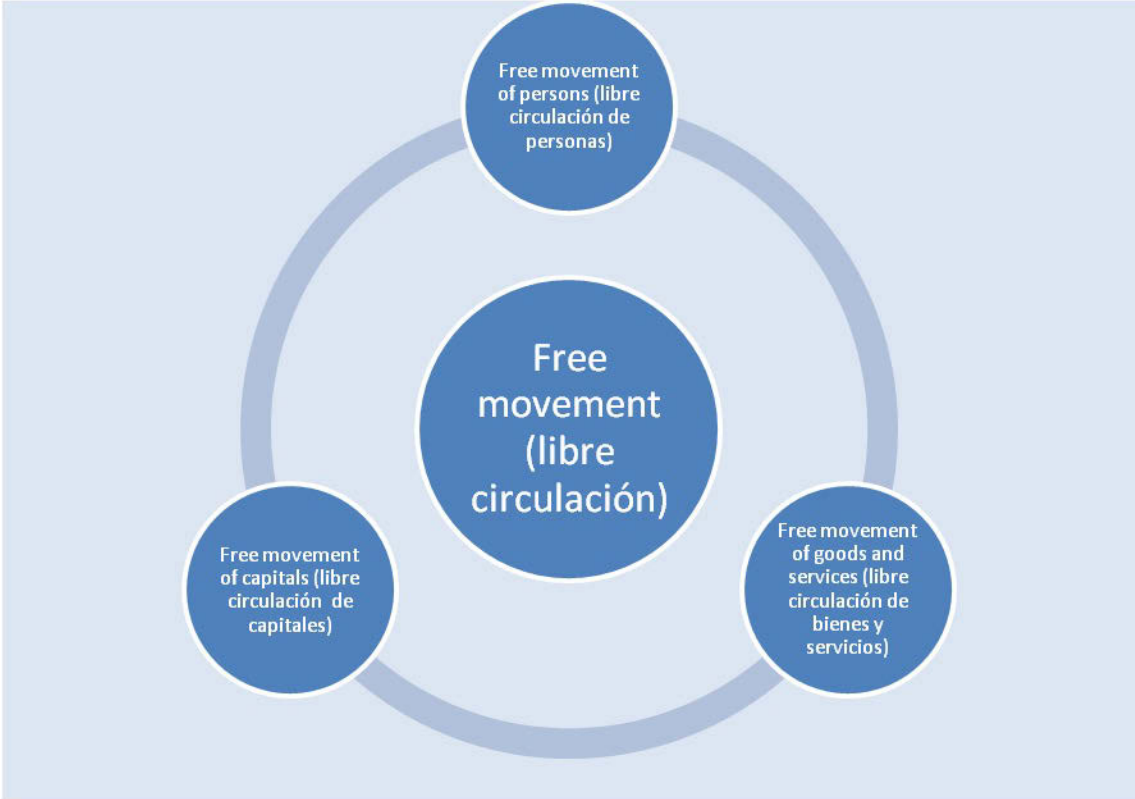 Free movement
of persons (libre
circulación de
personas)
Free
movement
(libre
circulación)
Free movement
of capitals (libre
circulación de
capitales)
Free movement
of goods and
services (libre
circulación de
bienes y
servicios)